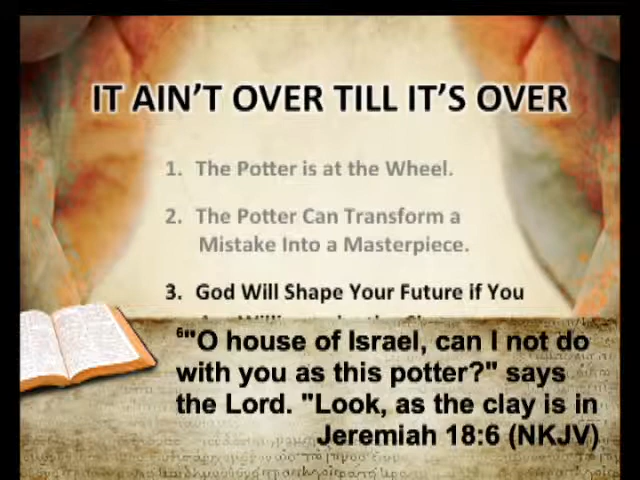 IT AIN'T OVER TILL IT'S OVER
1. The Potter is at the Wheel.
2. The Potter Can Transform a
Mistake Into a Masterpiece.
3. God Will Shape Your Future if You
6"O house of Israel, can I not do
with you as this potter?" says
the Lord. "Look, as the clay is in
Jeremiah 18:6 (NKJV)